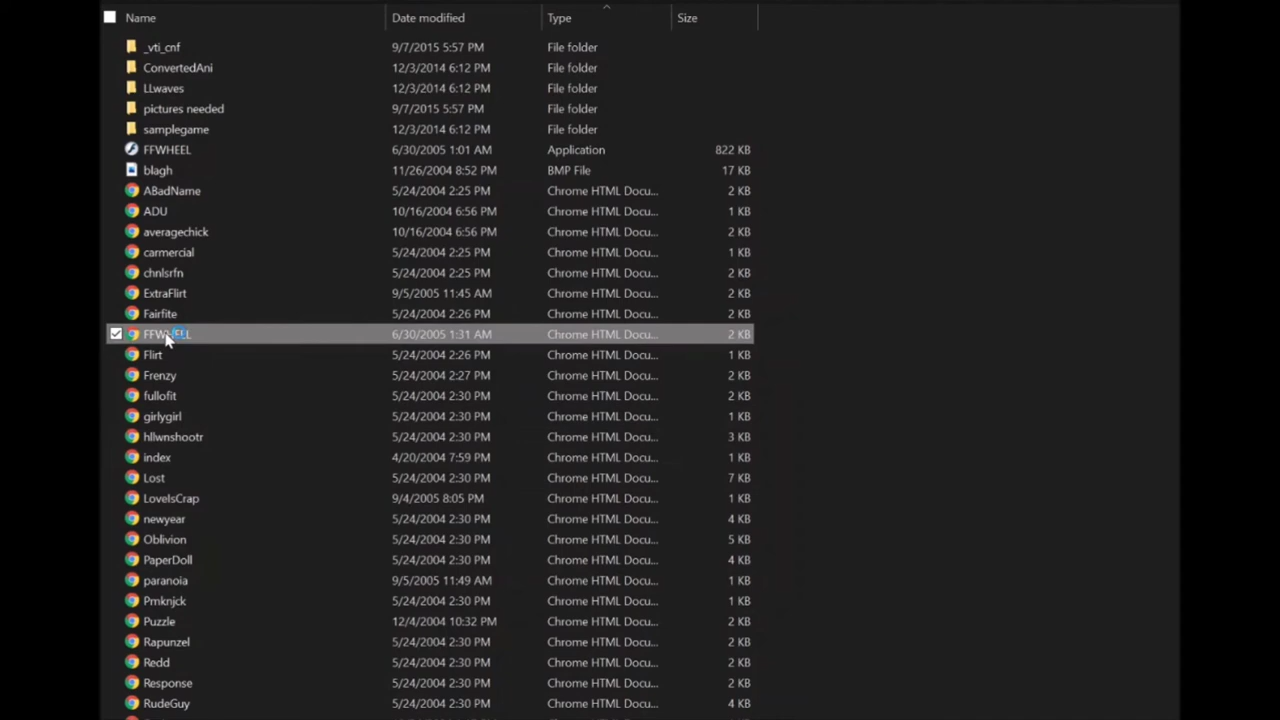 Name Date modified Type Size
_vti_cnf 9/7/2015 5:57 PM File folder
ConvertedAni 12/3/2014 6:12 PM File folder
LLwaves 12/3/2014 6:12 PM File folder
pictures needed 9/7/2015 5:57 PM File folder
samplegame 12/3/2014 6:12 PM File folder
FFWHEEL 6/30/2005 1:01 AM Application 822 KB
blagh 11/26/2004 8:52 PM BMP File 17 KB
ABadName 5/24/2004 2:25 PM Chrome HTML Docu... 2 KB
ADU 10/16/2004 6:56 PM Chrome HTML Docu... 1 KB
averagechick 10/16/2004 6:56 PM Chrome HTML Docu... 2 KB
carmercial 5/24/2004 2:25 PM Chrome HTML Docu... 1 KB
chnlsrfn 5/24/2004 2:25 PM Chrome HTML Docu... 2 KB
ExtraFlirt 9/5/2005 11:45 AM Chrome HTML Docu... 2 KB
Fairfite 5/24/2004 2:26 PM Chrome HTML Docu... 2 KB
FFWHEEL 6/30/2005 1:31 AM Chrome HTML Docu... 2 KB
Flirt 5/24/2004 2:26 PM Chrome HTML Docu... 1 KB
Frenzy 5/24/2004 2:27 PM Chrome HTML Docu... 2 KB
fullofit 5/24/2004 2:30 PM Chrome HTML Docu... 2 KB
girlygirl 5/24/2004 2:30 PM Chrome HTML Docu... 1 KB
hllwnshootr 5/24/2004 2:30 PM Chrome HTML Docu... 3 KB
index 4/20/2004 7:59 PM Chrome HTML Docu... 1 KB
Lost 5/24/2004 2:30 PM Chrome HTML Docu... 7 KB
LoveIsCrap 9/4/2005 8:05 PM Chrome HTML Docu... 1 KB
newyear 5/24/2004 2:30 PM Chrome HTML Docu... 4 KB
Oblivion 5/24/2004 2:30 PM Chrome HTML Docu... 5 KB
PaperDoll 5/24/2004 2:30 PM Chrome HTML Docu... 4 KB
paranoia 9/5/2005 11:49 AM Chrome HTML Docu... 1 KB
Pmknjck 5/24/2004 2:30 PM Chrome HTML Docu... 1 KB
Puzzle 12/4/2004 10:32 PM Chrome HTML Docu... 2 KB
Rapunzel 5/24/2004 2:30 PM Chrome HTML Docu... 2 KB
Redd 5/24/2004 2:30 PM Chrome HTML Docu... 2 KB
Response 5/24/2004 2:30 PM Chrome HTML Docu... 2 KB
RudeGuy 5/24/2004 2:30 PM Chrome HTML Docu... 4 KB